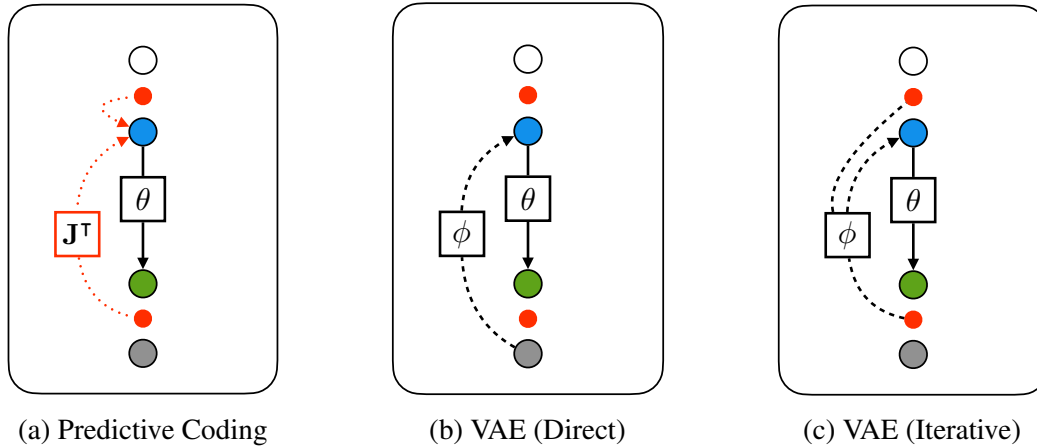 θ
J⊤
(a) Predictive Coding
θ
ϕ
(b) VAE (Direct)
θ
ϕ
(c) VAE (Iterative)